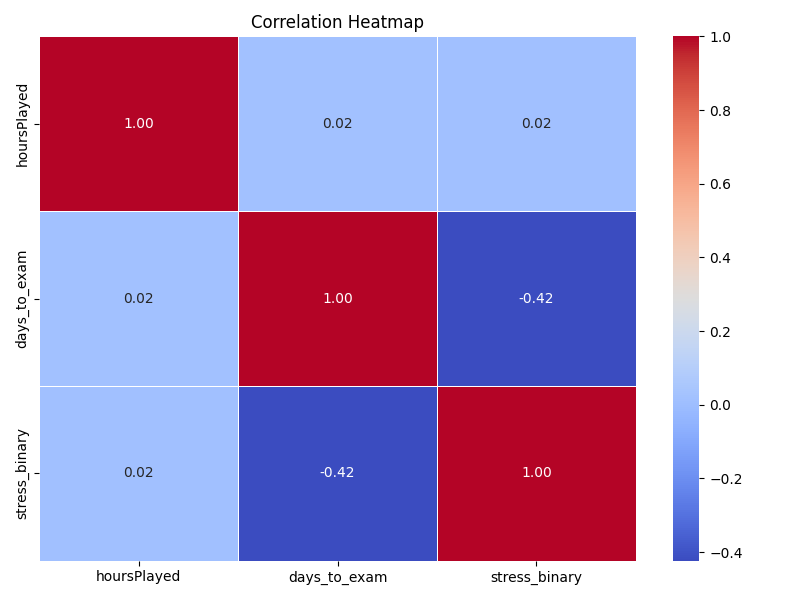 Correlation Heatmap
hoursPlayed
1.00
0.02
0.02
days_to_exam
0.02
1.00
-0.42
stress_binary
0.02
-0.42
1.00
hoursPlayed
days_to_exam
stress_binary
1.0
0.8
0.6
0.4
0.2
0.0
−0.2
−0.4